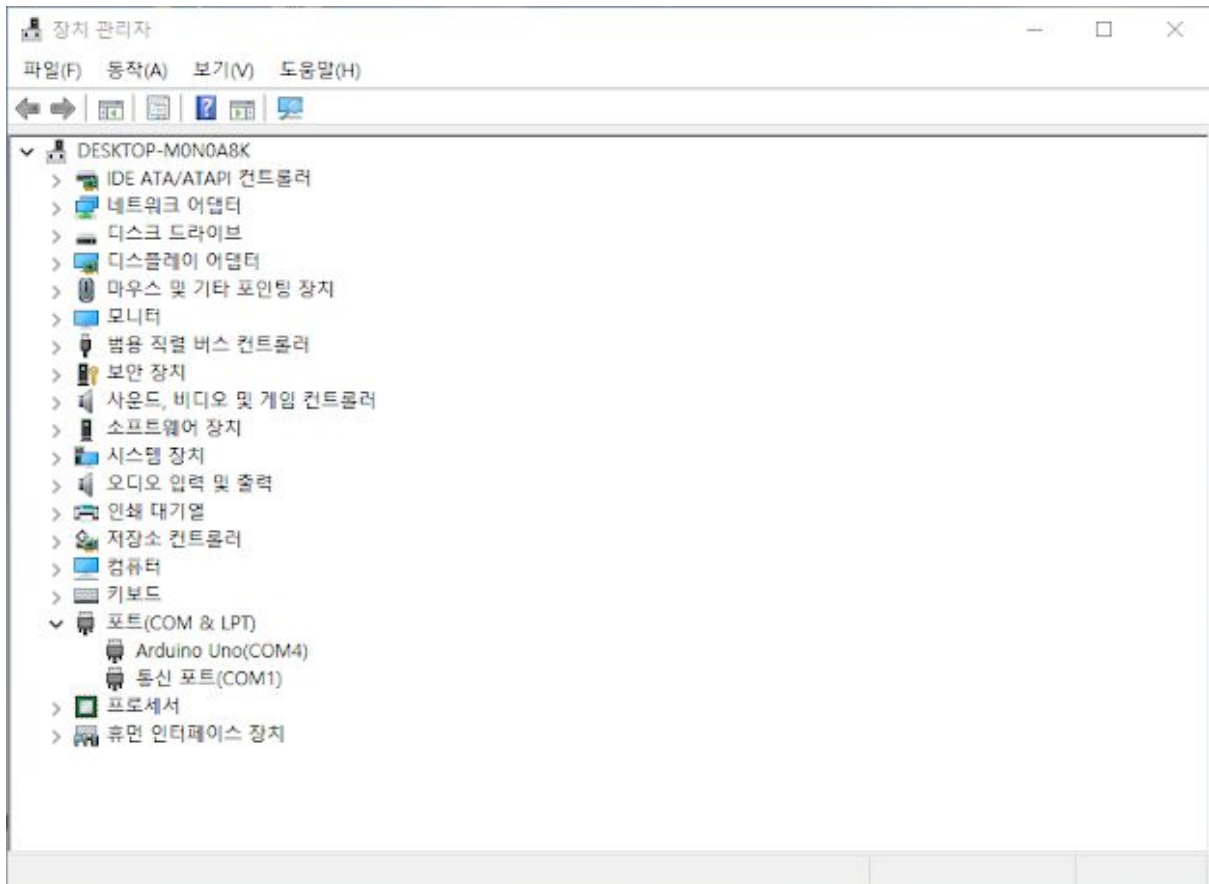 장치 관리자
파일(F) 동작(A) 보기(V) 도움말(H)
DESKTOP-M0N0A8K
IDE ATA/ATAPI 컨트롤러
네트워크 어댑터
디스크 드라이브
디스플레이 어댑터
마우스 및 기타 포인팅 장치
모니터
범용 직렬 버스 컨트롤러
보안 장치
사운드, 비디오 및 게임 컨트롤러
소프트웨어 장치
시스템 장치
오디오 입력 및 출력
인쇄 대기열
저장소 컨트롤러
컴퓨터
키보드
포트(COM & LPT)
Arduino Uno(COM4)
통신 포트(COM1)
프로세서
휴먼 인터페이스 장치